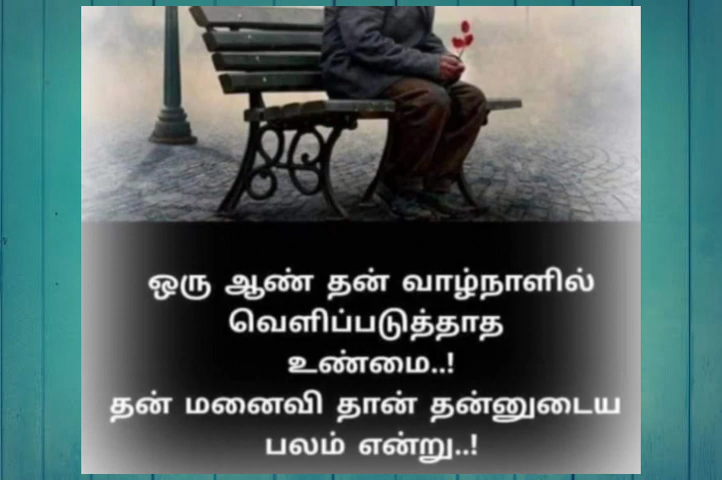 ஒரு ஆண் தன் வாழ்நாளில்
வெளிப்படுத்தாத
உண்மை..!
தன் மனைவி தான் தன்னுடைய
பலம் என்று..!